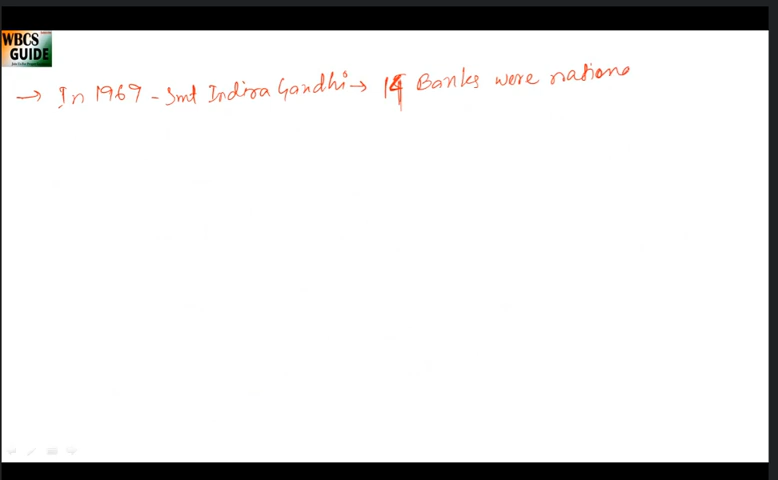 WBCS
GUIDE
→ In 1969 - Smt Indira Gandhi → 14 Banks were nationa